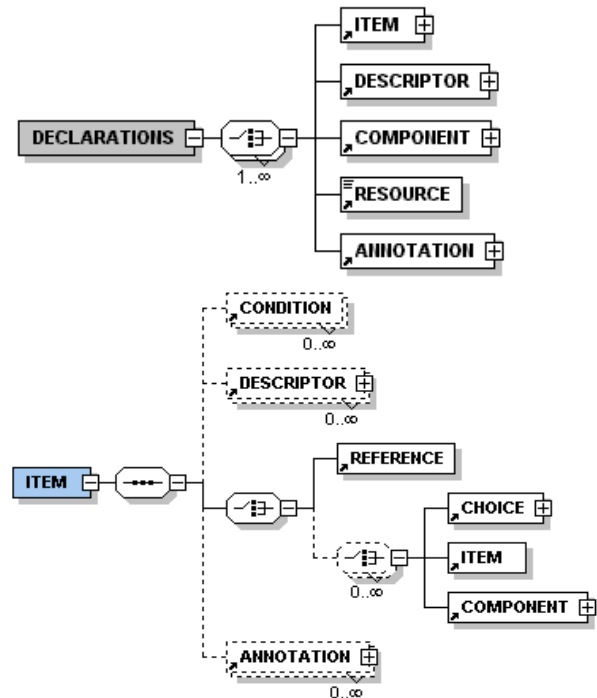 ITEM
DESCRIPTOR
DECLARATIONS
COMPONENT
1..∞
RESOURCE
ANNOTATION
CONDITION
0..∞
DESCRIPTOR
0..∞
ITEM
REFERENCE
CHOICE
ITEM
0..∞
COMPONENT
ANNOTATION
0..∞